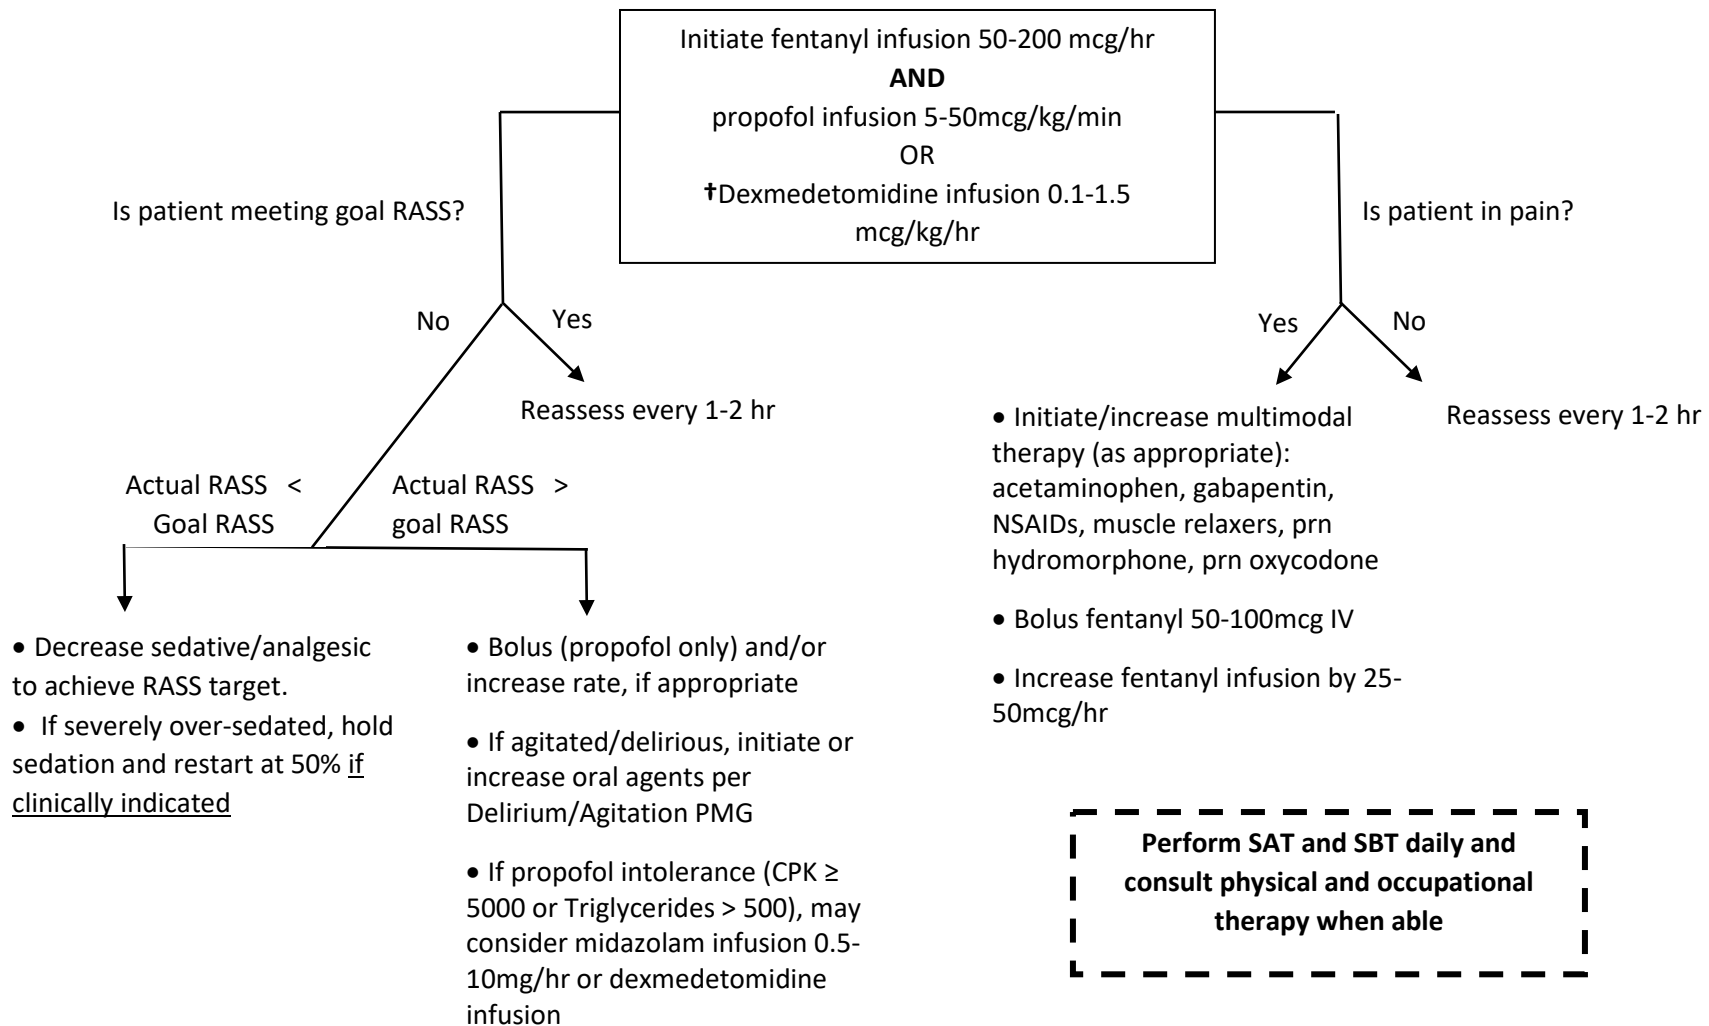 Initiate fentanyl infusion 50-200 mcg/hr
AND
propofol infusion 5-50mcg/kg/min
OR
†Dexmedetomidine infusion 0.1-1.5
mcg/kg/hr
Is patient meeting goal RASS?
No
Yes
Reassess every 1-2 hr
Actual RASS <
Goal RASS
Actual RASS >
goal RASS
• Decrease sedative/analgesic
to achieve RASS target.
• If severely over-sedated, hold
sedation and restart at 50% if
clinically indicated
• Bolus (propofol only) and/or
increase rate, if appropriate
• If agitated/delirious, initiate or
increase oral agents per
Delirium/Agitation PMG
• If propofol intolerance (CPK ≥
5000 or Triglycerides > 500), may
consider midazolam infusion 0.5-
10mg/hr or dexmedetomidine
infusion
Is patient in pain?
Yes
No
• Initiate/increase multimodal
therapy (as appropriate):
acetaminophen, gabapentin,
NSAIDs, muscle relaxers, prn
hydromorphone, prn oxycodone
• Bolus fentanyl 50-100mcg IV
• Increase fentanyl infusion by 25-
50mcg/hr
Reassess every 1-2 hr
Perform SAT and SBT daily and
consult physical and occupational
therapy when able